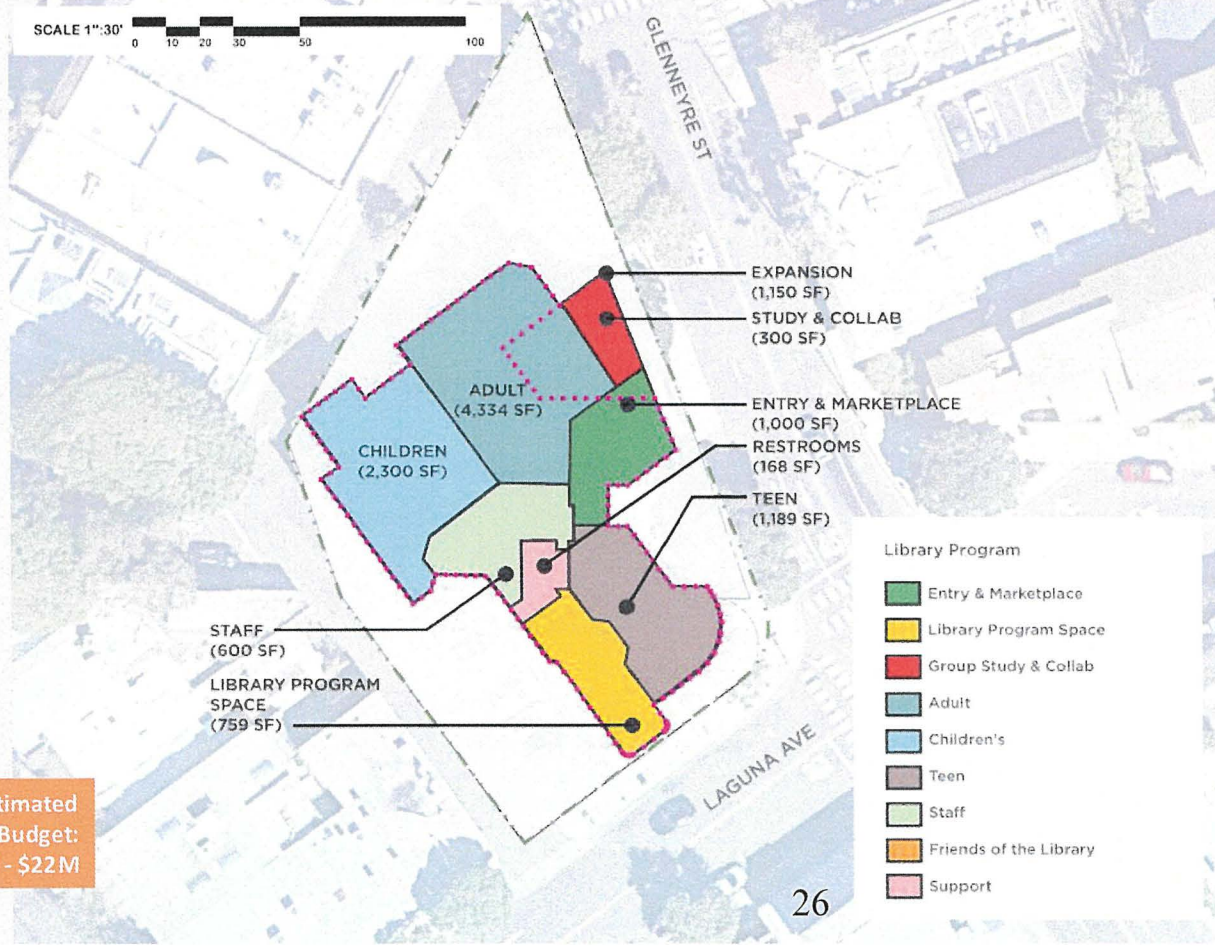 SCALE 1":30'
0 10 20 30 50 100
GLENNEYRE ST
EXPANSION
(1,150 SF)
STUDY & COLLAB
(300 SF)
ADULT
(4,334 SF)
ENTRY & MARKETPLACE
(1,000 SF)
CHILDREN
(2,300 SF)
RESTROOMS
(168 SF)
TEEN
(1,189 SF)
STAFF
(600 SF)
LIBRARY PROGRAM
SPACE
(759 SF)
LAGUNA AVE
Library Program
Entry & Marketplace
Library Program Space
Group Study & Collab
Adult
Children's
Teen
Staff
Friends of the Library
Support
timated
Budget:
- $22M
26